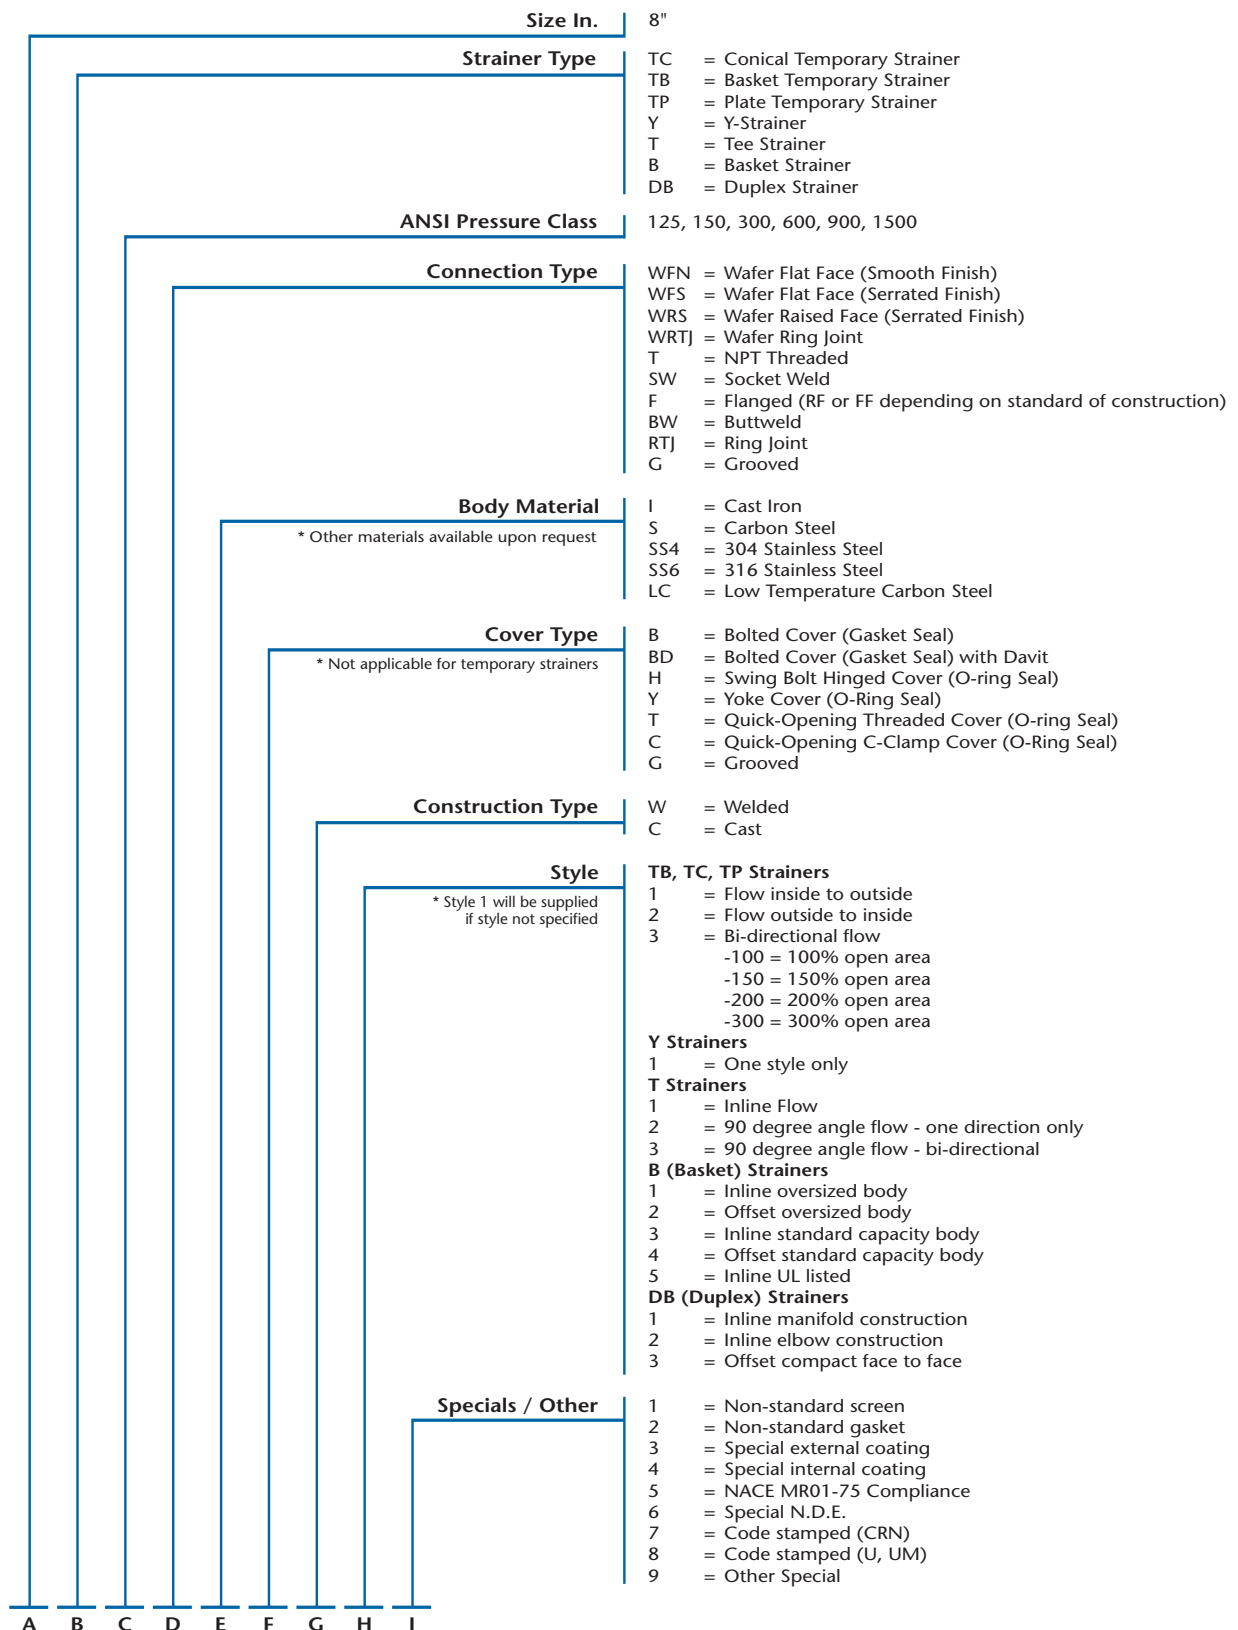 Size In. 8"
Strainer Type TC = Conical Temporary Strainer
TB = Basket Temporary Strainer
TP = Plate Temporary Strainer
Y = Y-Strainer
T = Tee Strainer
B = Basket Strainer
DB = Duplex Strainer
ANSI Pressure Class 125, 150, 300, 600, 900, 1500
Connection Type WFN = Wafer Flat Face (Smooth Finish)
WFS = Wafer Flat Face (Serrated Finish)
WRS = Wafer Raised Face (Serrated Finish)
WRTJ = Wafer Ring Joint
T = NPT Threaded
SW = Socket Weld
F = Flanged (RF or FF depending on standard of construction)
BW = Buttweld
RTJ = Ring Joint
G = Grooved
Body Material I = Cast Iron
* Other materials available upon request S = Carbon Steel
SS4 = 304 Stainless Steel
SS6 = 316 Stainless Steel
LC = Low Temperature Carbon Steel
Cover Type B = Bolted Cover (Gasket Seal)
* Not applicable for temporary strainers BD = Bolted Cover (Gasket Seal) with Davit
H = Swing Bolt Hinged Cover (O-ring Seal)
Y = Yoke Cover (O-Ring Seal)
T = Quick-Opening Threaded Cover (O-ring Seal)
C = Quick-Opening C-Clamp Cover (O-Ring Seal)
G = Grooved
Construction Type W = Welded
C = Cast
Style TB, TC, TP Strainers
* Style 1 will be supplied 1 = Flow inside to outside
if style not specified 2 = Flow outside to inside
3 = Bi-directional flow
-100 = 100% open area
-150 = 150% open area
-200 = 200% open area
-300 = 300% open area
Y Strainers
1 = One style only
T Strainers
1 = Inline Flow
2 = 90 degree angle flow - one direction only
3 = 90 degree angle flow - bi-directional
B (Basket) Strainers
1 = Inline oversized body
2 = Offset oversized body
3 = Inline standard capacity body
4 = Offset standard capacity body
5 = Inline UL listed
DB (Duplex) Strainers
1 = Inline manifold construction
2 = Inline elbow construction
3 = Offset compact face to face
Specials / Other 1 = Non-standard screen
2 = Non-standard gasket
3 = Special external coating
4 = Special internal coating
5 = NACE MR01-75 Compliance
6 = Special N.D.E.
7 = Code stamped (CRN)
8 = Code stamped (U, UM)
9 = Other Special
A B C D E F G H I